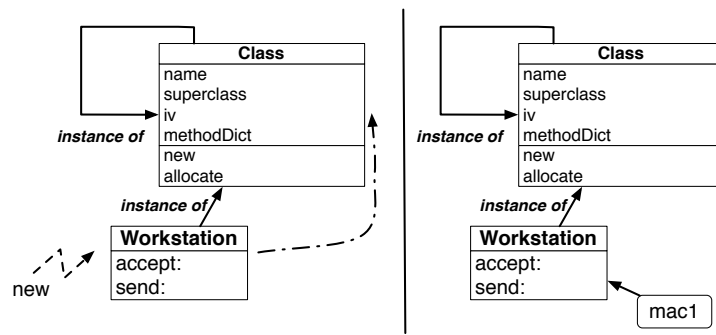 Class
name
superclass
iv
methodDict
new
allocate
instance of
instance of
Workstation
accept:
send:
new
Class
name
superclass
iv
methodDict
new
allocate
instance of
instance of
Workstation
accept:
send:
mac1